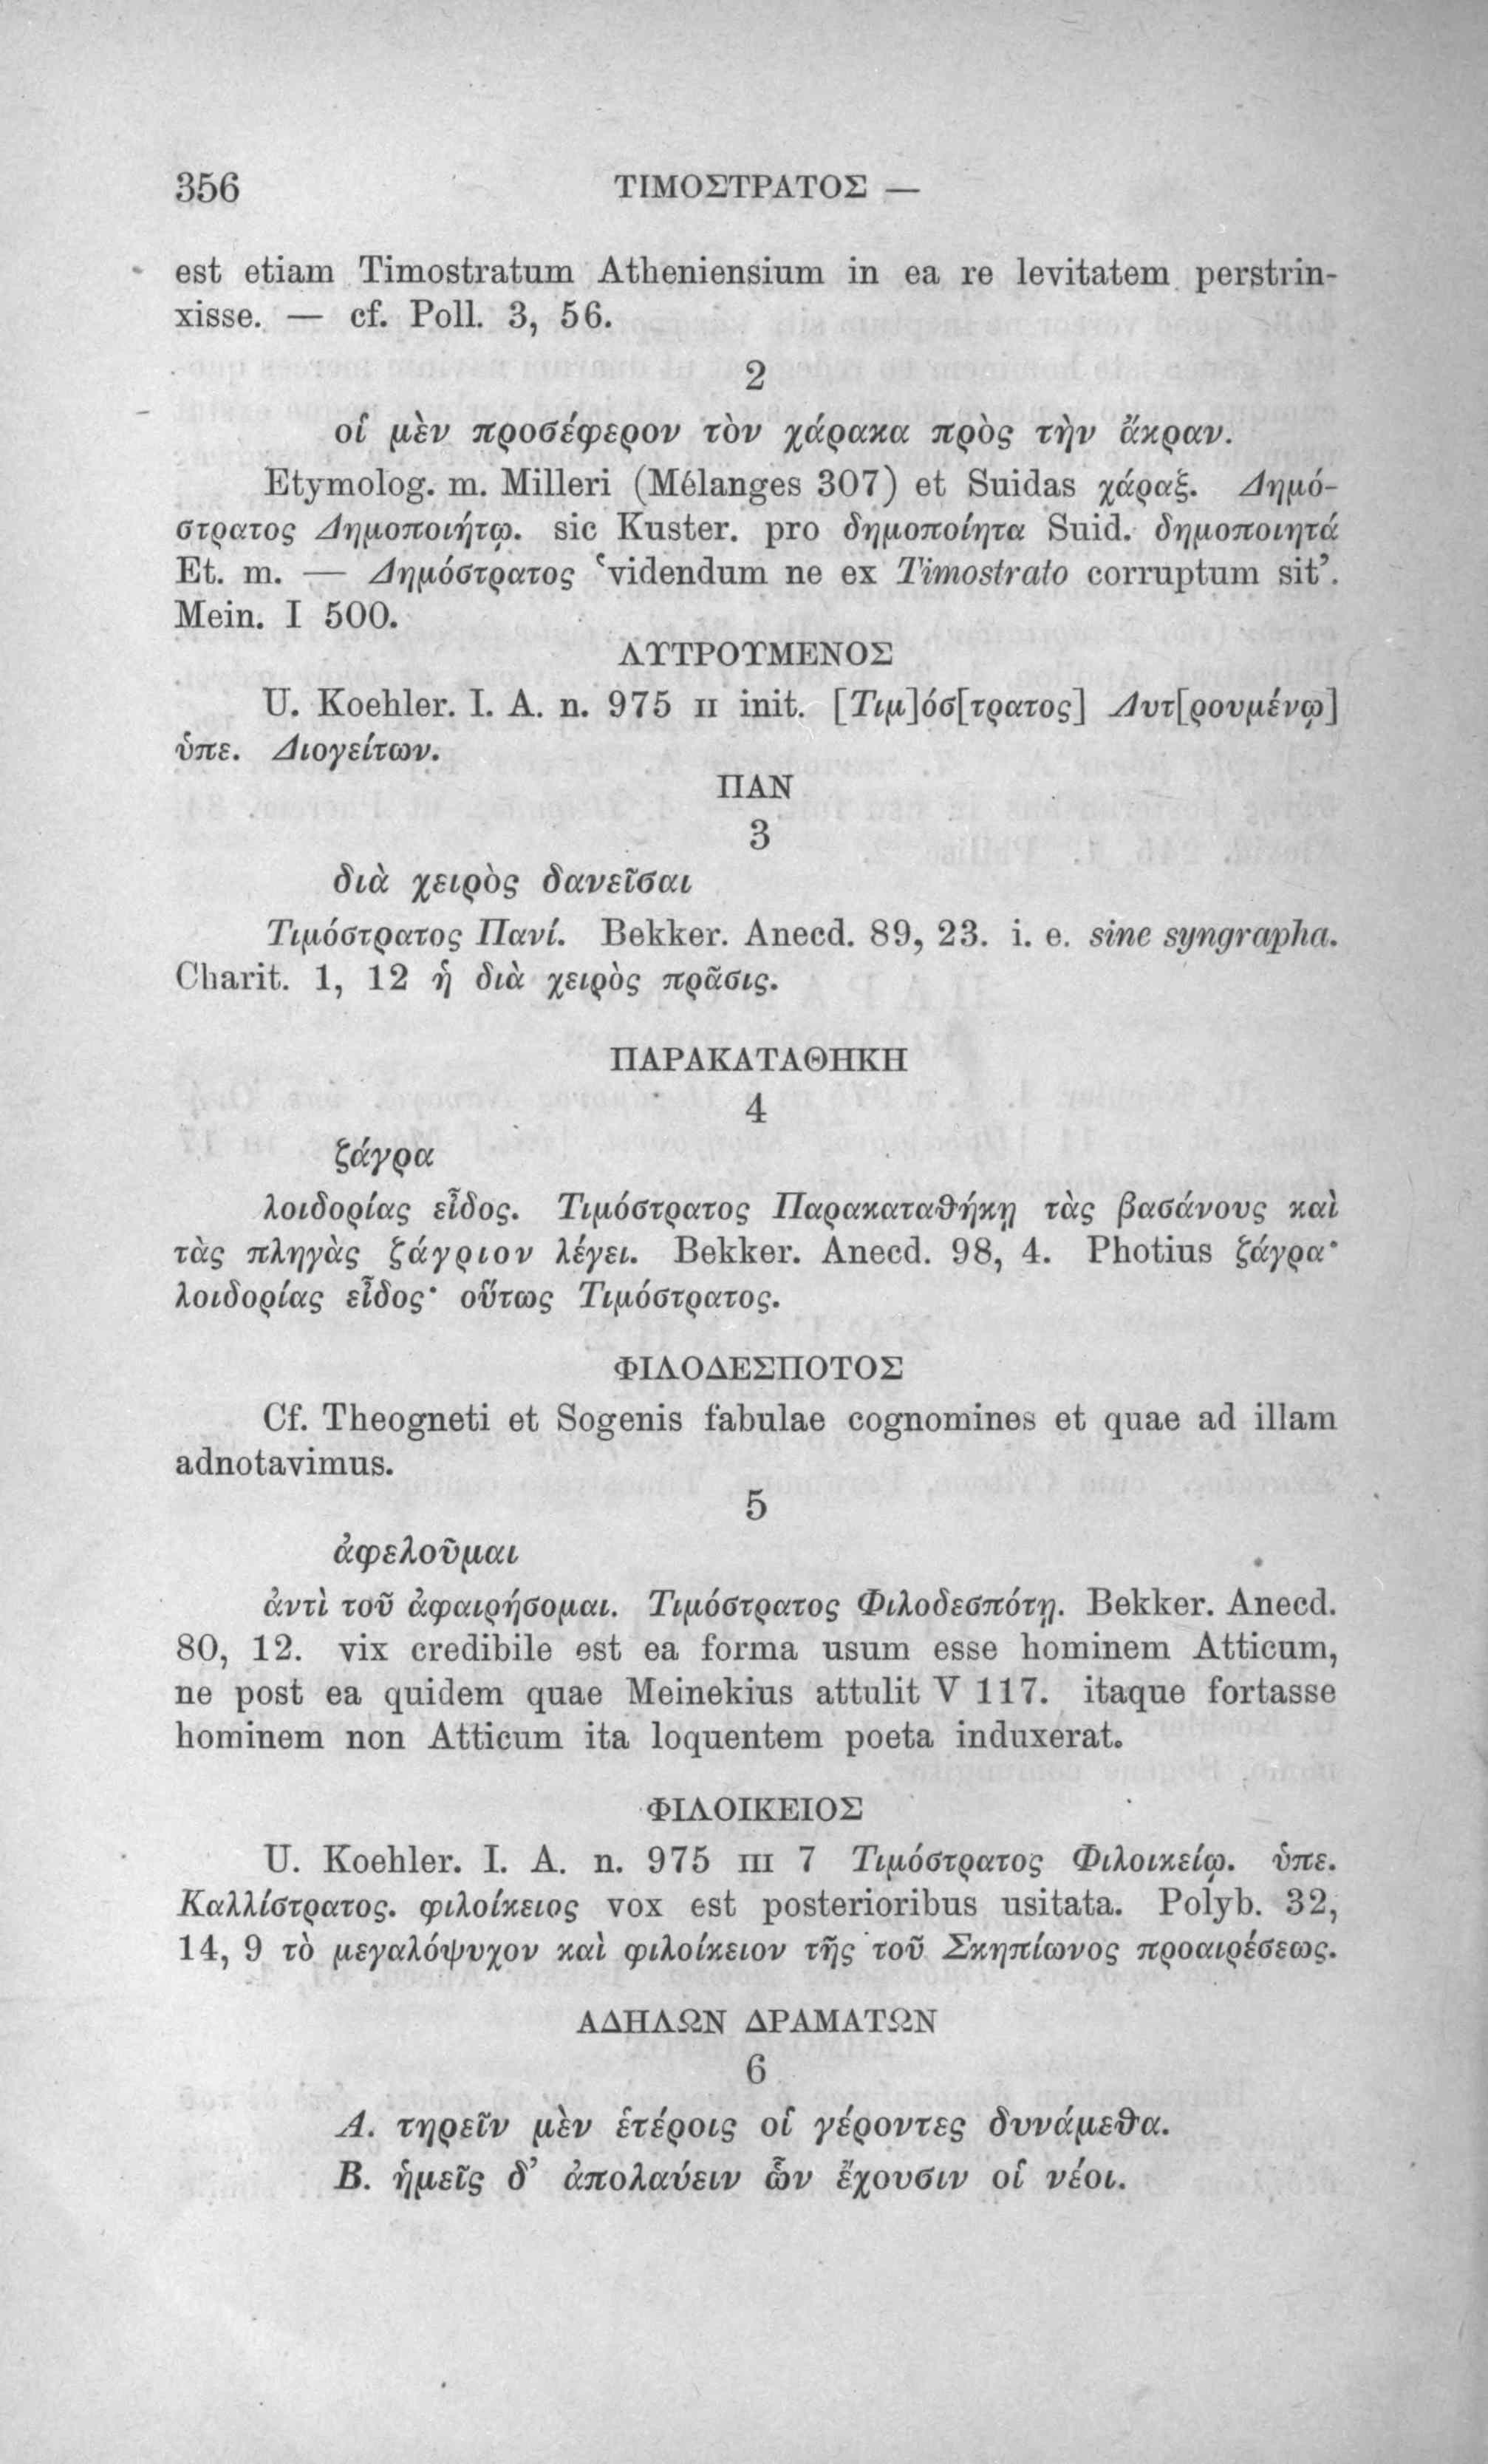 356
ΤΙΜΟΣΤΡΑΤΟΣ —
est etiam Timostratum Atheniensium in ea re levitatem perstrin-
xisse. — cf. Poll. 3, 56.
2
οἱ μὲν προσέφερον τὸν χάρακα πρὸς τὴν ἄκραν.
Etymolog. m. Milleri (Mélanges 307) et Suidas χάραξ. Δημό-
στρατος Δημοποιήτῳ. sic Kuster. pro δημοποίητα Suid. δημοποιητά
Et. m. — Δημόστρατος ‘videndum ne ex Timostrato corruptum sit’.
Mein. I 500.
ΛΥΤΡΟΥΜΕΝΟΣ
U. Koehler. I. A. n. 975 II init. [Τιμ]όσ[τρατος] Λυτ[ρουμένῳ]
ὑπε. Διογείτων.
ΠΑΝ
3
διὰ χειρὸς δανεῖσαι
Τιμόστρατος Πανί. Bekker. Anecd. 89, 23. i. e. sine syngrapha.
Charit. 1, 12 ἡ διὰ χειρὸς πρᾶσις.
ΠΑΡΑΚΑΤΑΘΗΚΗ
4
ζάγρα
λοιδορίας εἶδος. Τιμόστρατος Παρακαταθήκῃ τὰς βασάνους καὶ
τὰς πληγὰς ζάγριον λέγει. Bekker. Anecd. 98, 4. Photius ζάγρα·
λοιδορίας εἶδος· οὕτως Τιμόστρατος.
ΦΙΛΟΔΕΣΠΟΤΟΣ
Cf. Theogneti et Sogenis fabulae cognomines et quae ad illam
adnotavimus.
5
ἀφελοῦμαι
ἀντὶ τοῦ ἀφαιρήσομαι. Τιμόστρατος Φιλοδεσπότῃ. Bekker. Anecd.
80, 12. vix credibile est ea forma usum esse hominem Atticum,
ne post ea quidem quae Meinekius attulit V 117. itaque fortasse
hominem non Atticum ita loquentem poeta induxerat.
ΦΙΛΟΙΚΕΙΟΣ
U. Koehler. I. A. n. 975 III 7 Τιμόστρατος Φιλοικείῳ. ὑπε.
Καλλίστρατος. φιλοίκειος vox est posterioribus usitata. Polyb. 32,
14, 9 τὸ μεγαλόψυχον καὶ φιλοίκειον τῆς τοῦ Σκηπίωνος προαιρέσεως.
ΑΔΗΛΩΝ ΔΡΑΜΑΤΩΝ
6
Α. τηρεῖν μὲν ἑτέροις οἱ γέροντες δυνάμεθα.
Β. ἡμεῖς δ’ ἀπολαύειν ὧν ἔχουσιν οἱ νέοι.